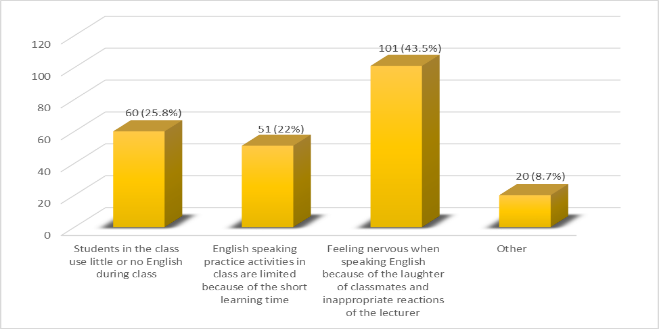 120
100
80
60
40
20
0
60 (25.8%)
51 (22%)
101 (43.5%)
20 (8.7%)
Students in the class
use little or no English
during class
English speaking
practice activities in
class are limited
because of the short
learning time
Feeling nervous when
speaking English
because of the laughter
of classmates and
inappropriate reactions
of the lecturer
Other